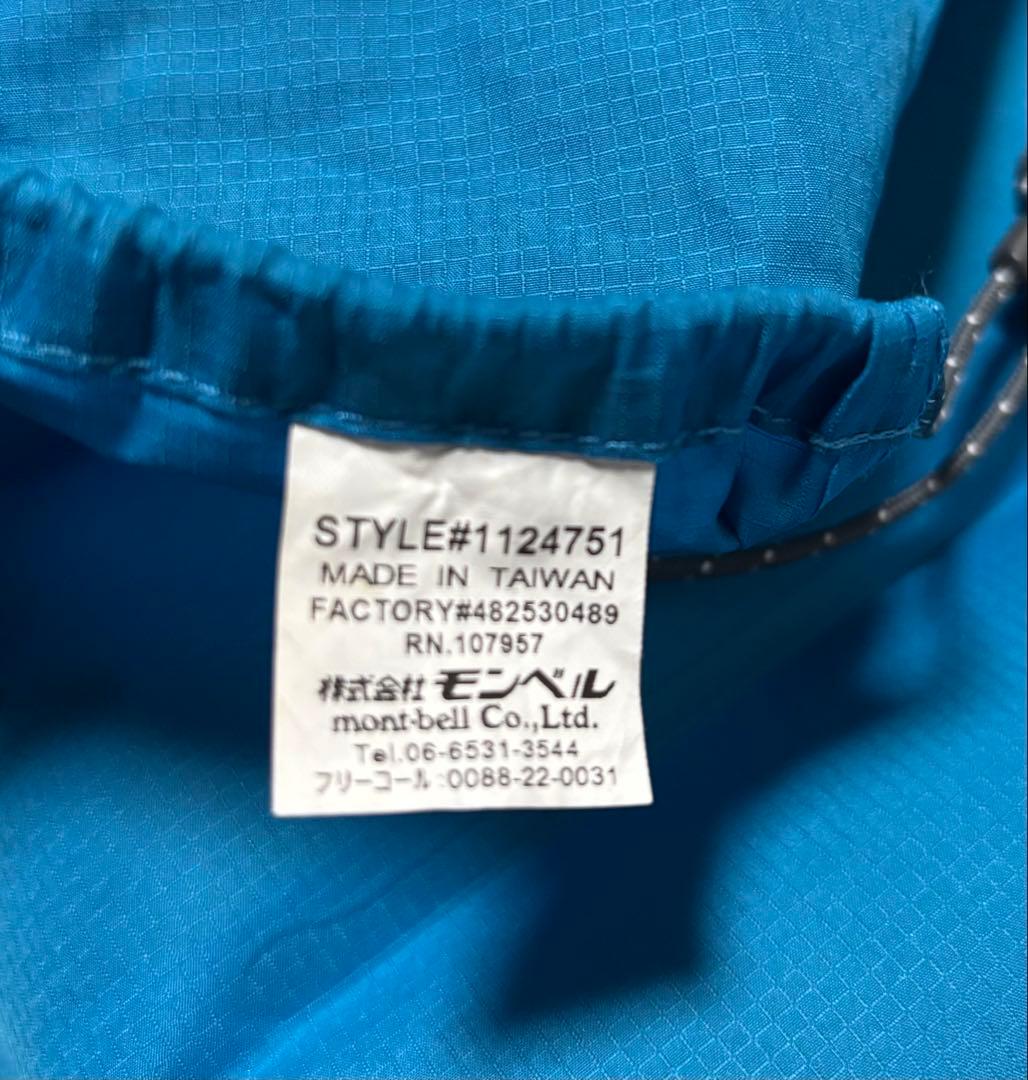 STYLE#1124751
MADE IN TAIWAN
FACTORY#482530489
RN.107957
株式会社 モンベル
mont-bell Co.,Ltd.
Tel.06-6531-3544
フリーコール:0088-22-0031